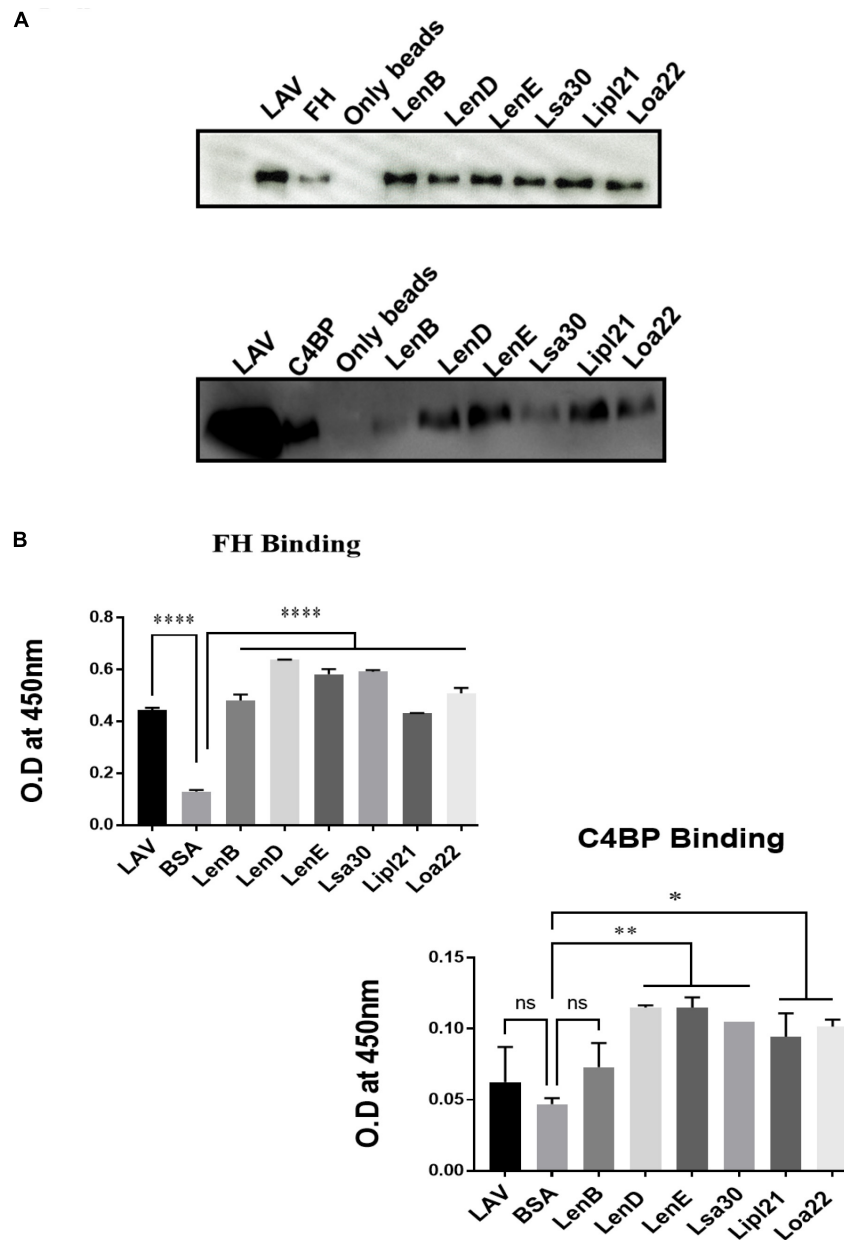 A
LAV FH Only beads LenB LenD LenE Lsa30 Lipl21 Loa22
LAV C4BP Only beads LenB LenD LenE Lsa30 Lipl21 Loa22
B
FH Binding
O.D at 450nm
0.8
0.6
0.4
0.2
0.0
**** ****
LAV BSA LenB LenD LenE Lsa30 Lipl21 Loa22
C4BP Binding
O.D at 450nm
0.15
0.10
0.05
0.00
*
**
ns ns
LAV BSA LenB LenD LenE Lsa30 Lipl21 Loa22